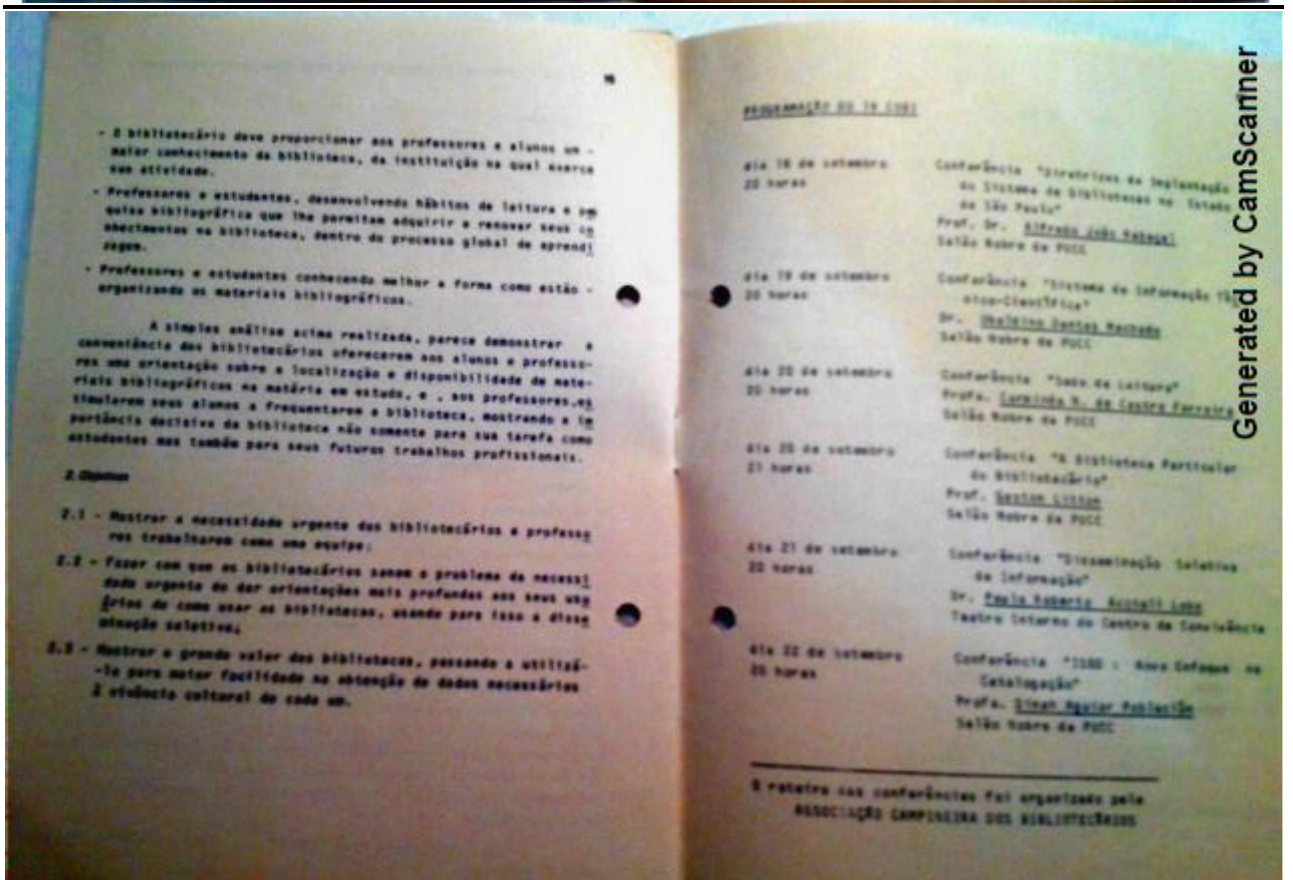 - O bibliotecário deve proporcionar aos professores e alunos um -
maior conhecimento da biblioteca, da instituição na qual exerce
sua atividade.
- Professores e estudantes, desenvolvendo hábitos de leitura e pes
quisa bibliográfica que lhe permitam adquirir e renovar seus co
nhecimentos na biblioteca, dentro do processo global de aprendi
zagem.
- Professores e estudantes conhecendo melhor a forma como estão -
organizando os materiais bibliográficos.
A simples análise acima realizada, parece demonstrar a
conveniência dos bibliotecários oferecerem aos alunos e professo-
res uma orientação sobre a localização e disponibilidade de mate-
riais bibliográficos na matéria em estudo, e , aos professores,es
timularem seus alunos a frequentarem a biblioteca, mostrando a im
portância decisiva da biblioteca não somente para sua tarefa como
estudantes mas também para seus futuros trabalhos profissionais.
2. Objetivos
2.1 - Mostrar a necessidade urgente dos bibliotecários e professo
ros trabalharem como uma equipe;
2.2 - Fazer com que os bibliotecários sanem o problema da necessi
dade urgente de dar orientações mais profundas aos seus usu
ários de como usar as bibliotecas, usando para isso a disse
minação seletiva;
2.3 - Mostrar o grande valor das bibliotecas, passando a utilizá-
-la para maior facilidade na obtenção de dados necessários
à vivência cultural de cada um.
PROGRAMAÇÃO DO
dia 18 de setembro
20 horas
Conferência "Diretrizes da Implantação
do Sistema de Bibliotecas no Estado
de São Paulo"
Prof. Dr. Alfredo João
Salão Nobre da PUCC
dia 19 de setembro
20 horas
Conferência "Sistema de Informação Téc
nico-Científica"
Dr. Ubaldino Dantas Machado
Salão Nobre da PUCC
dia 20 de setembro
20 horas
Conferência da Leitura"
Profa. N. de Castro Ferreira
Salão Nobre da PUCC
dia 20 de setembro
21 horas
Conferência "A Biblioteca Particular
do Bibliotecário"
Prof. Gaston Litton
Salão Nobre da PUCC
dia 21 de setembro
20 horas
Conferência "Disseminação Seletiva
da Informação"
Dr. Paulo Roberto Accioli Lobo
Teatro Interno do Centro de Convivência
dia 22 de setembro
20 horas
Conferência "ISBD : Novo Enfoque na
Catalogação"
Profa. Dinah Aguiar Población
Salão Nobre da PUCC
O roteiro das conferências foi organizado pela
ASSOCIAÇÃO CAMPINEIRA DOS BIBLIOTECÁRIOS
Generated by CamScanner